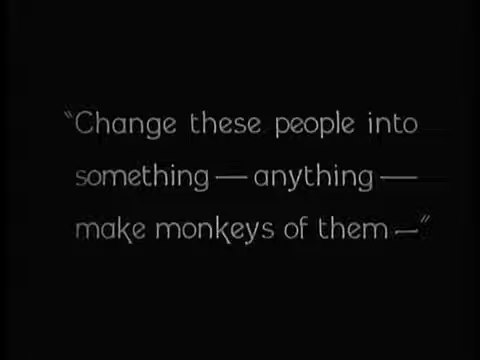 “Change these people into
something — anything —
make monkeys of them —”